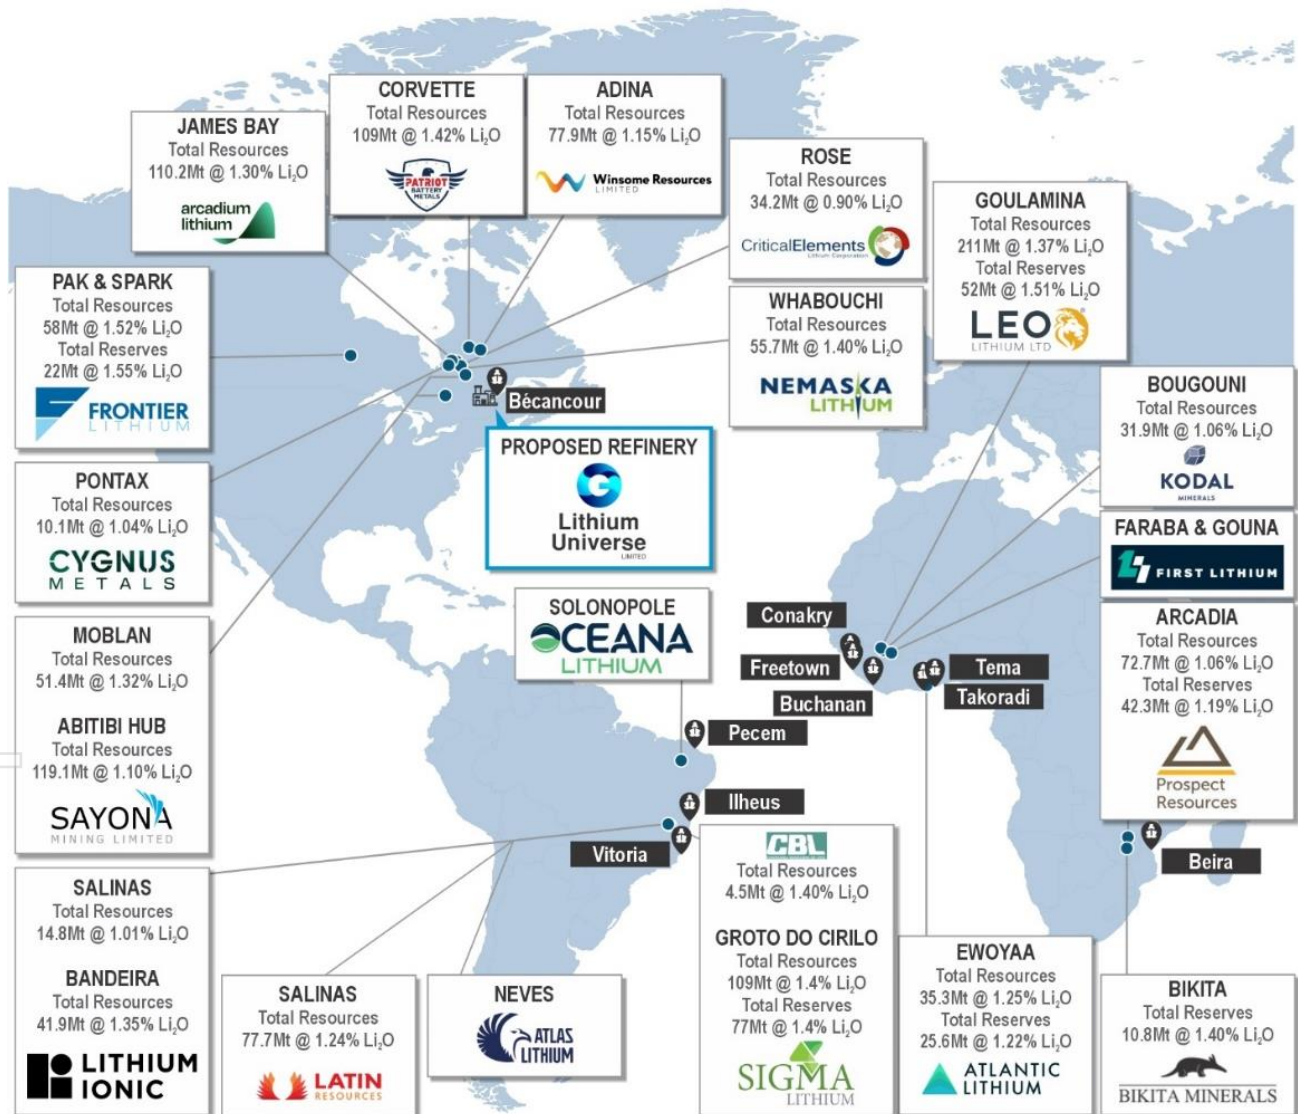 CORVETTE
Total Resources
109Mt @ 1.42% Li₂O
PATRIOT
BATTERY
METALS
ADINA
Total Resources
77.9Mt @ 1.15% Li₂O
Winsome Resources
LIMITED
JAMES BAY
Total Resources
110.2Mt @ 1.30% Li₂O
arcadium
lithium
ROSE
Total Resources
34.2Mt @ 0.90% Li₂O
CriticalElements
Lithium Corporation
GOULAMINA
Total Resources
211Mt @ 1.37% Li₂O
Total Reserves
52Mt @ 1.51% Li₂O
LEO
LITHIUM LTD
PAK & SPARK
Total Resources
58Mt @ 1.52% Li₂O
Total Reserves
22Mt @ 1.55% Li₂O
FRONTIER
LITHIUM
WHABOUCHI
Total Resources
55.7Mt @ 1.40% Li₂O
NEMASKA
LITHIUM
BOUGOUNI
Total Resources
31.9Mt @ 1.06% Li₂O
KODAL
MINERALS
Bécancour
PROPOSED REFINERY
Lithium
Universe
LIMITED
PONTAX
Total Resources
10.1Mt @ 1.04% Li₂O
CYGNUS
METALS
FARABA & GOUNA
FIRST LITHIUM
SOLONOPOLE
OCEANA
LITHIUM
MOBLAN
Total Resources
51.4Mt @ 1.32% Li₂O
ABITIBI HUB
Total Resources
119.1Mt @ 1.10% Li₂O
SAYONA
MINING LIMITED
Conakry
Freetown
Buchanan
Tema
Takoradi
ARCADIA
Total Resources
72.7Mt @ 1.06% Li₂O
Total Reserves
42.3Mt @ 1.19% Li₂O
Prospect
Resources
Pecem
Ilheus
Vitoria
Beira
SALINAS
Total Resources
14.8Mt @ 1.01% Li₂O
BANDEIRA
Total Resources
41.9Mt @ 1.35% Li₂O
LITHIUM
IONIC
SALINAS
Total Resources
77.7Mt @ 1.24% Li₂O
LATIN
RESOURCES
NEVES
ATLAS
LITHIUM
CBL
Total Resources
4.5Mt @ 1.40% Li₂O
GROTO DO CIRILO
Total Resources
109Mt @ 1.4% Li₂O
Total Reserves
77Mt @ 1.4% Li₂O
SIGMA
LITHIUM
EWOYAA
Total Resources
35.3Mt @ 1.25% Li₂O
Total Reserves
25.6Mt @ 1.22% Li₂O
ATLANTIC
LITHIUM
BIKITA
Total Reserves
10.8Mt @ 1.40% Li₂O
BIKITA MINERALS